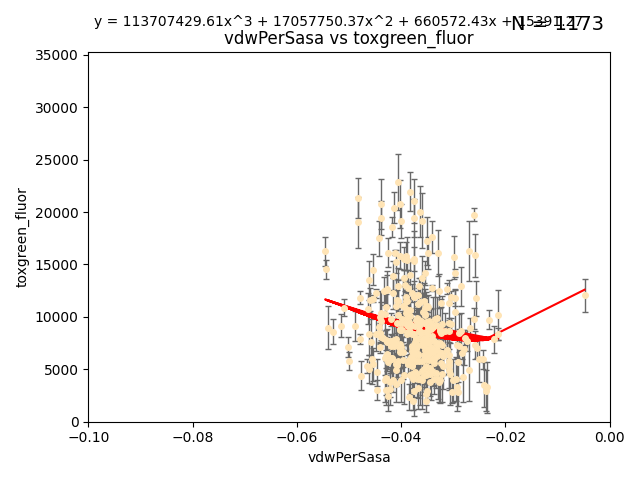 y = 113707429.61x^3 + 17057750.37x^2 + 660572.43x + 15391.27
N = 1173
vdwPerSasa vs toxgreen_fluor
35000
30000
25000
20000
15000
10000
5000
0
toxgreen_fluor
−0.10 −0.08 −0.06 −0.04 −0.02 0.00
vdwPerSasa